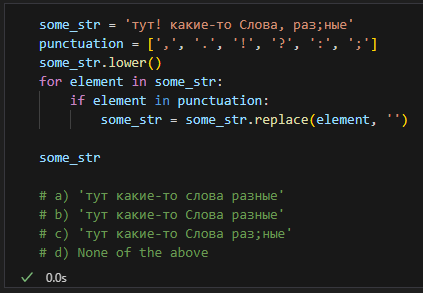 some_str = 'тут! какие-то Слова, раз;ные'
punctuation = [',', '.', '!', '?', ':', ';']
some_str.lower()
for element in some_str:
    if element in punctuation:
        some_str = some_str.replace(element, '')
some_str
# a) 'тут какие-то слова разные'
# b) 'тут какие-то Слова разные'
# c) 'тут какие-то Слова раз;ные'
# d) None of the above
0.0s